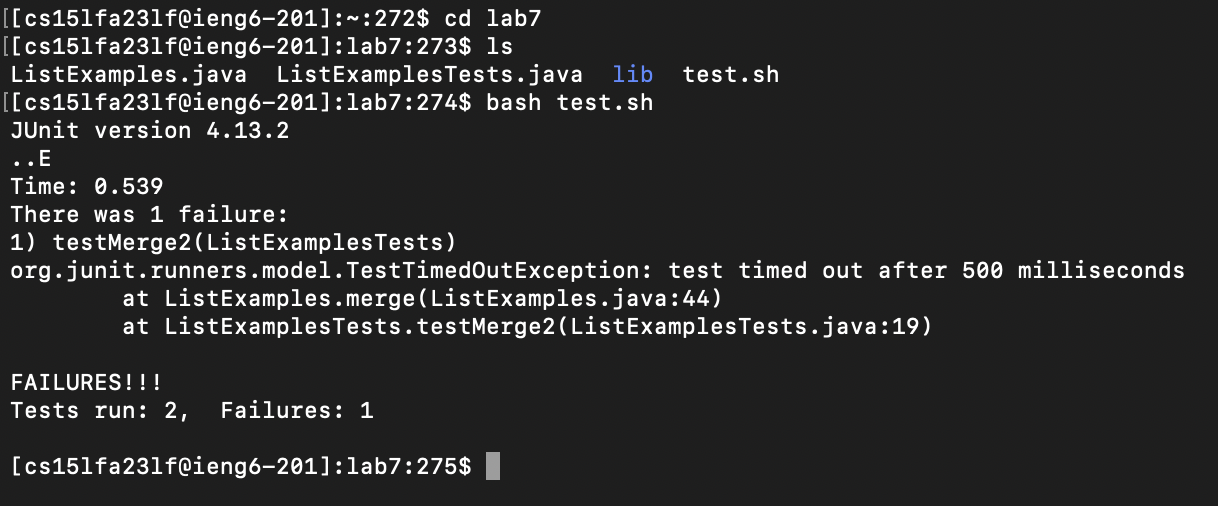 [[cs15lfa23lf@ieng6-201]:~:272$ cd lab7
[[cs15lfa23lf@ieng6-201]:lab7:273$ ls
ListExamples.java  ListExamplesTests.java  lib  test.sh
[[cs15lfa23lf@ieng6-201]:lab7:274$ bash test.sh
JUnit version 4.13.2
..E
Time: 0.539
There was 1 failure:
1) testMerge2(ListExamplesTests)
org.junit.runners.model.TestTimedOutException: test timed out after 500 milliseconds
        at ListExamples.merge(ListExamples.java:44)
        at ListExamplesTests.testMerge2(ListExamplesTests.java:19)
FAILURES!!!
Tests run: 2,  Failures: 1
[cs15lfa23lf@ieng6-201]:lab7:275$